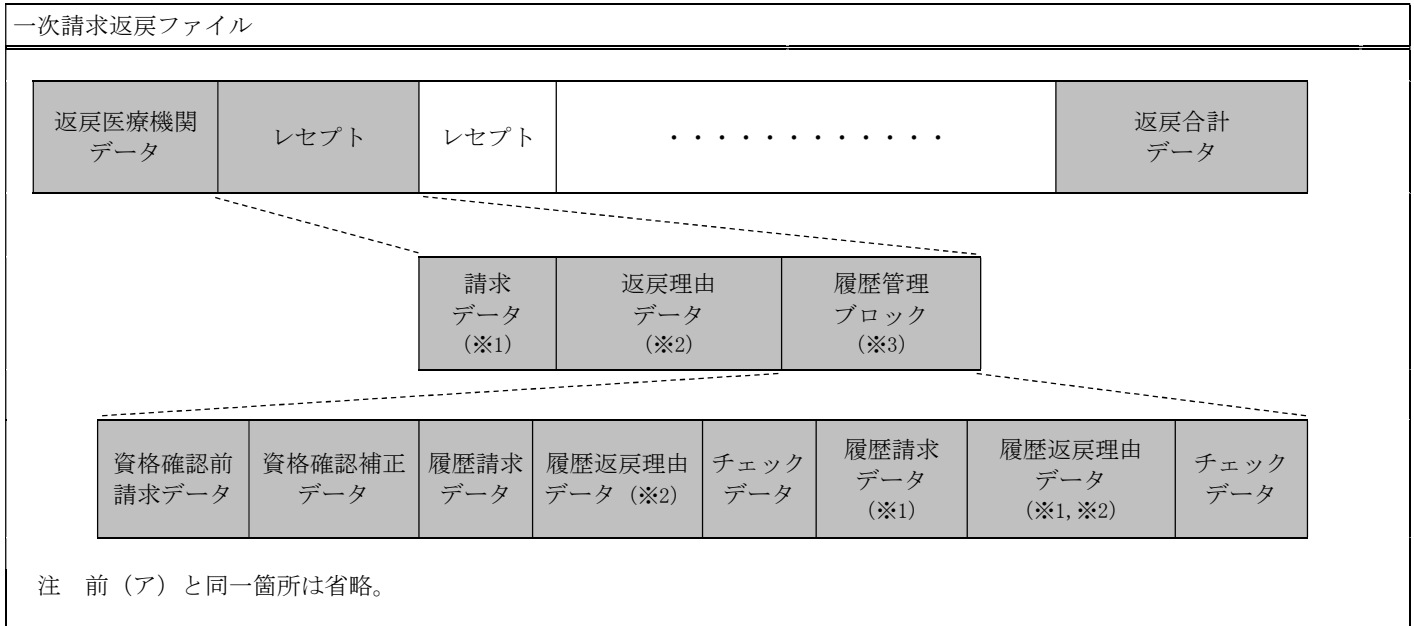 一次請求返戻ファイル
返戻医療機関
データ
レセプト
レセプト
・・・・・・・・・・・・
返戻合計
データ
請求
データ
(※1)
返戻理由
データ
(※2)
履歴管理
ブロック
(※3)
資格確認前
請求データ
資格確認補正
データ
履歴請求
データ
履歴返戻理由
データ(※2)
チェック
データ
履歴請求
データ
(※1)
履歴返戻理由
データ
(※1,※2)
チェック
データ
注　前(ア)と同一箇所は省略。